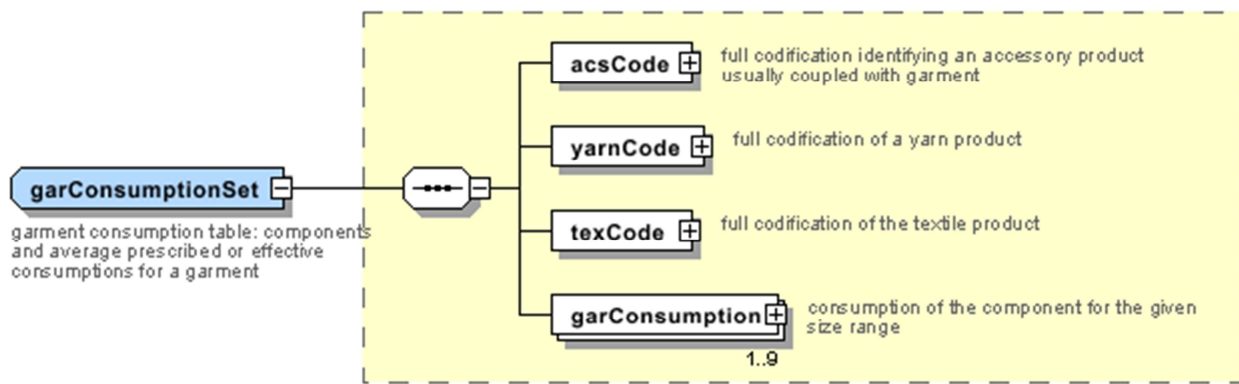 acsCode
full codification identifying an accessory product
usually coupled with garment
yarnCode
full codification of a yarn product
garConsumptionSet
garment consumption table: components
and average prescribed or effective
consumptions for a garment
texCode
full codification of the textile product
garConsumption
consumption of the component for the given
size range
1..9